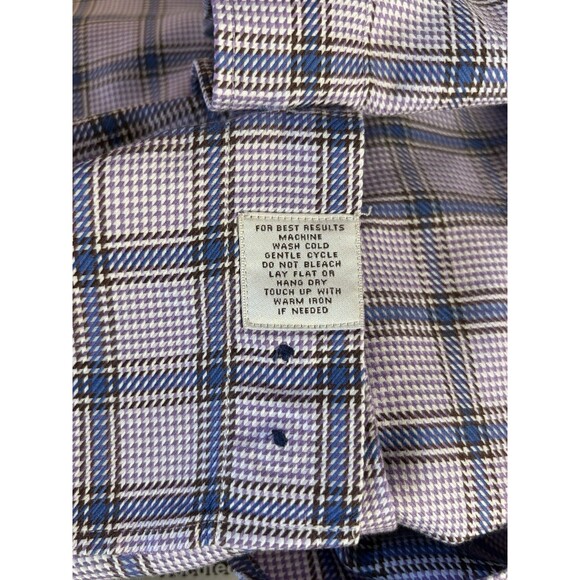 FOR BEST RESULTS
MACHINE
WASH COLD
GENTLE CYCLE
DO NOT BLEACH
LAY FLAT OR
HANG DRY
TOUCH UP WITH
WARM IRON
IF NEEDED